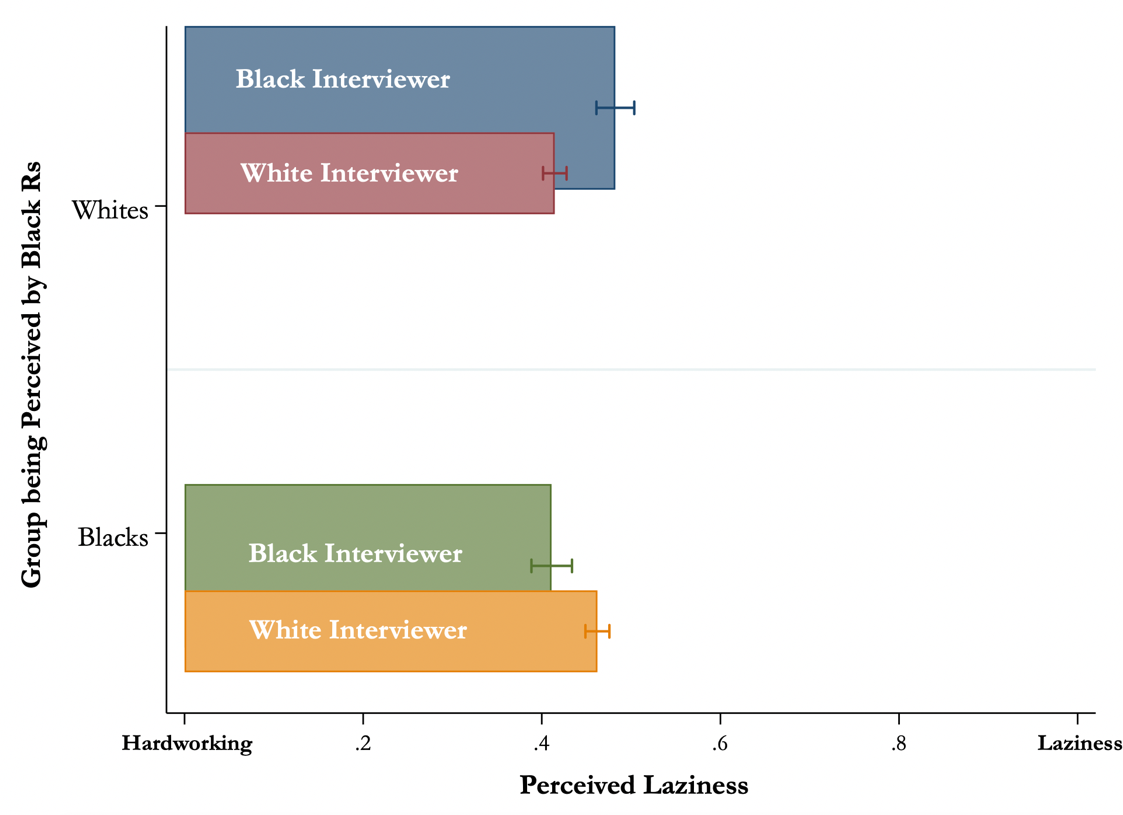 Group being Perceived by Black Rs
Black Interviewer
White Interviewer
Whites
Black Interviewer
Blacks
White Interviewer
Hardworking .2 .4 .6 .8 Laziness
Perceived Laziness